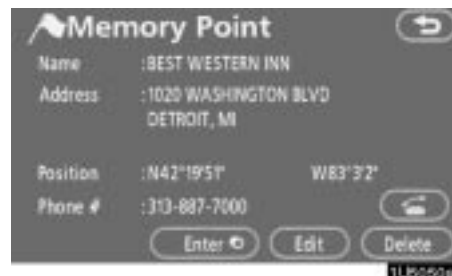 Memory Point
Name :BEST WESTERN INN
Address :1020 WASHINGTON BLVD
DETROIT, MI
Position :N42°19'51" W83°3'2"
Phone # :313-887-7000
Enter Edit Delete